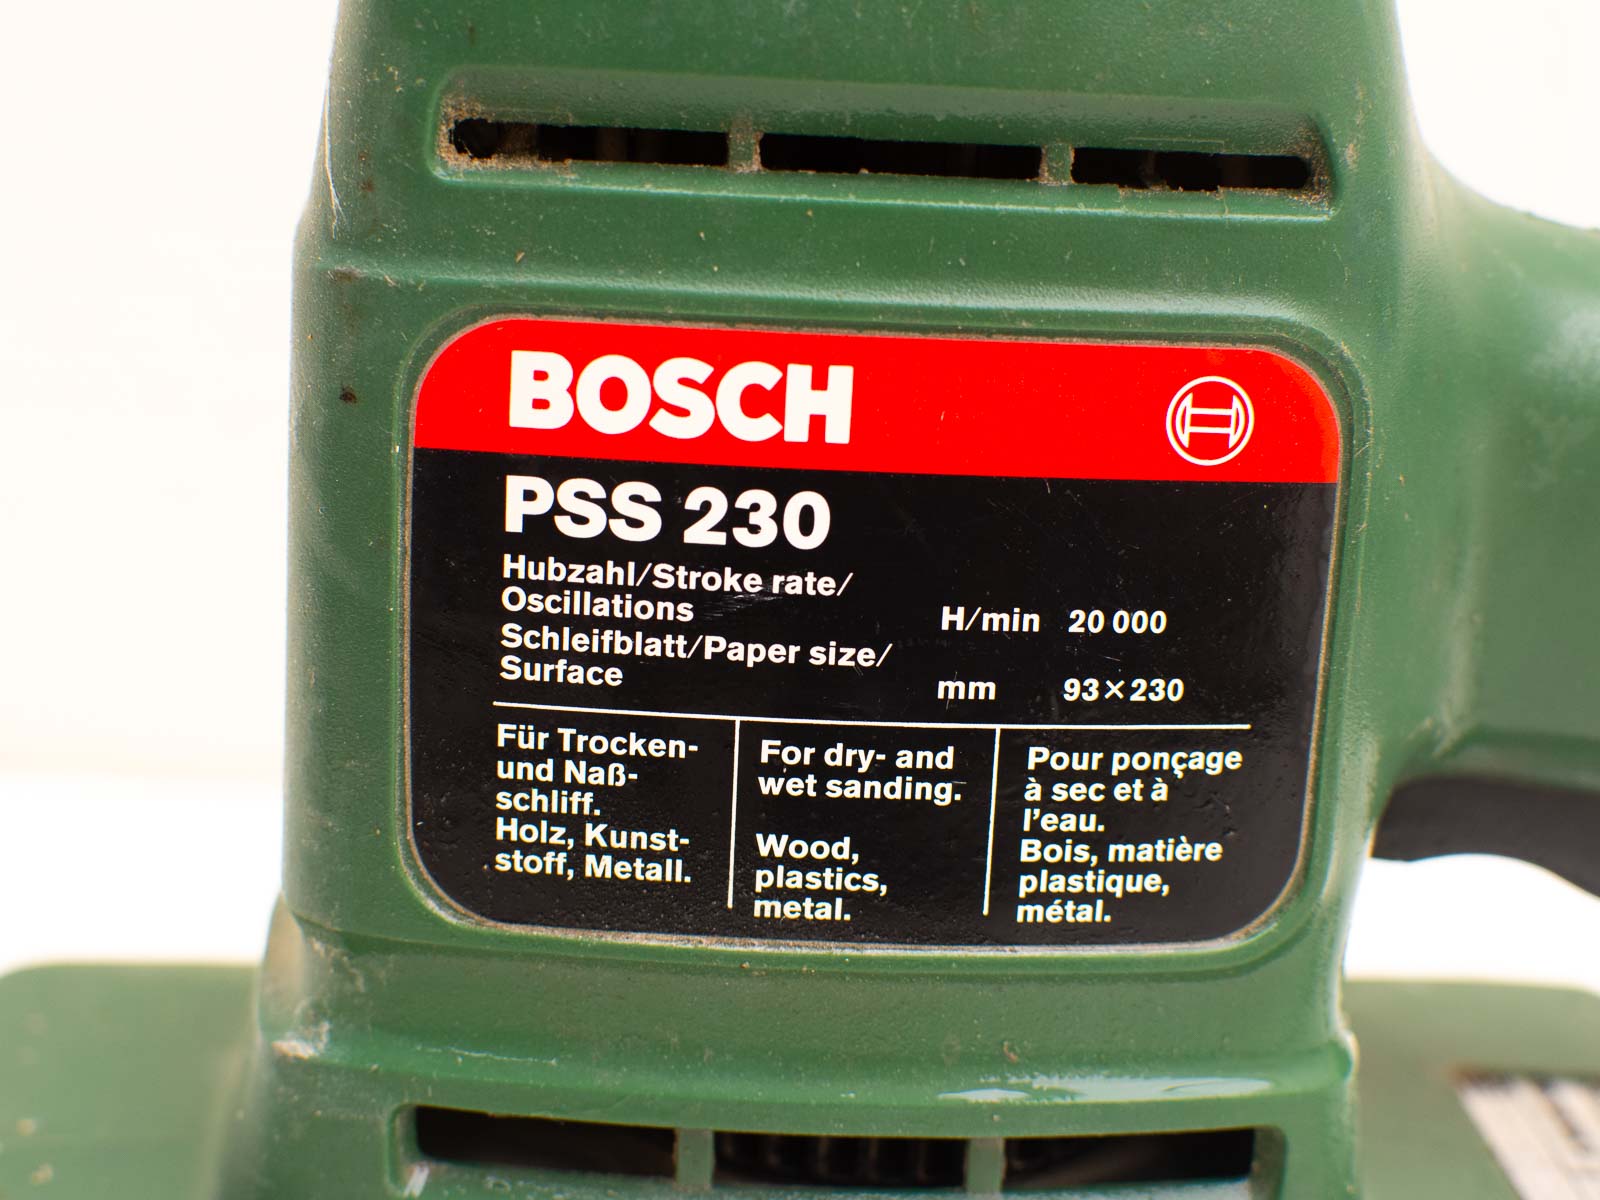 BOSCH
PSS 230
Hubzahl/Stroke rate/
Oscillations H/min 20 000
Schleifblatt/Paper size/
Surface mm 93×230
Für Trocken-
und Naß-
schliff.
Holz, Kunst-
stoff, Metall.
For dry- and
wet sanding.
Wood,
plastics,
metal.
Pour ponçage
à sec et à
l'eau.
Bois, matière
plastique,
métal.